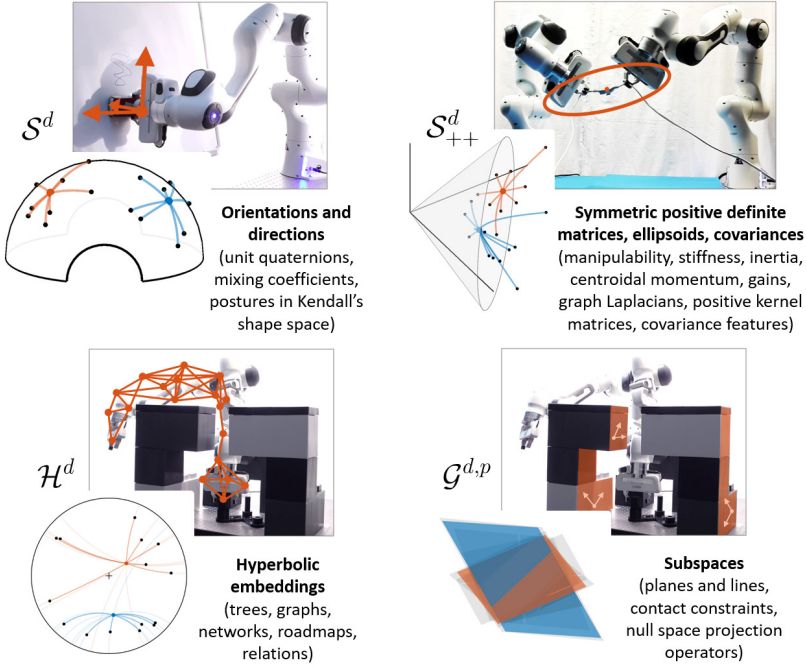 𝒮^d
Orientations and
directions
(unit quaternions,
mixing coefficients,
postures in Kendall's
shape space)
𝒮^d_++
Symmetric positive definite
matrices, ellipsoids, covariances
(manipulability, stiffness, inertia,
centroidal momentum, gains,
graph Laplacians, positive kernel
matrices, covariance features)
ℋ^d
Hyperbolic
embeddings
(trees, graphs,
networks, roadmaps,
relations)
𝒢^{d,p}
Subspaces
(planes and lines,
contact constraints,
null space projection
operators)